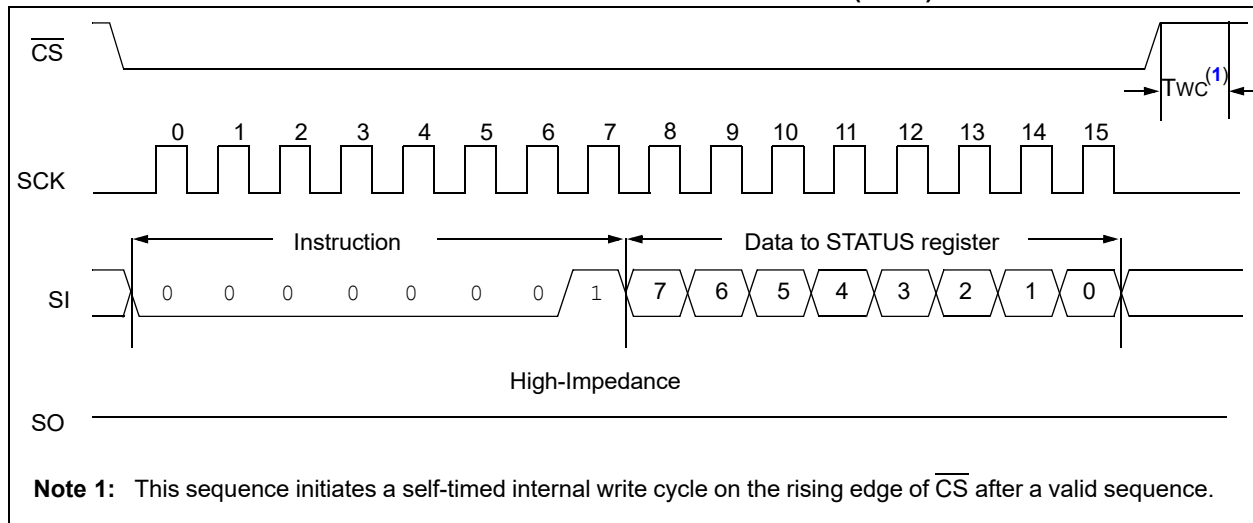 CS
TWC(1)
0 1 2 3 4 5 6 7 8 9 10 11 12 13 14 15
SCK
Instruction
Data to STATUS register
SI
0 0 0 0 0 0 0 1 7 6 5 4 3 2 1 0
High-Impedance
SO
Note 1: This sequence initiates a self-timed internal write cycle on the rising edge of CS after a valid sequence.